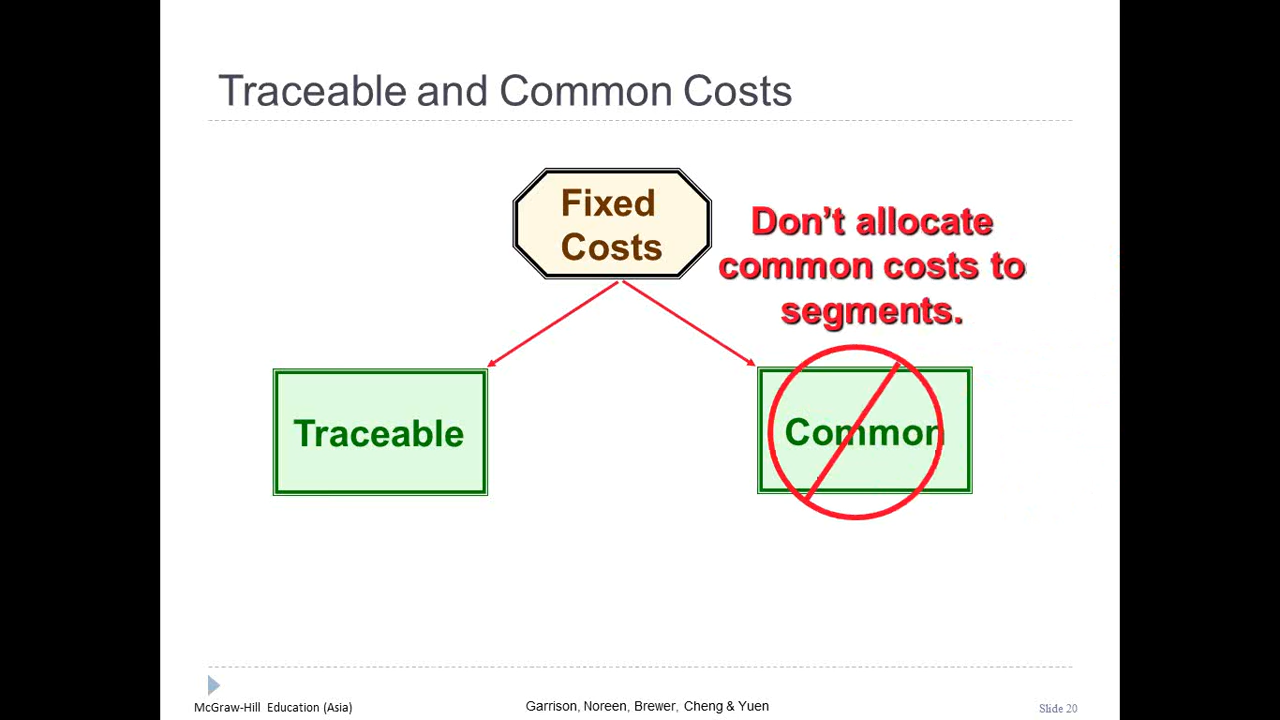 Traceable and Common Costs
Fixed
Costs
Don't allocate
common costs to
segments.
Traceable
Common
McGraw-Hill Education (Asia)
Garrison, Noreen, Brewer, Cheng & Yuen
Slide 20